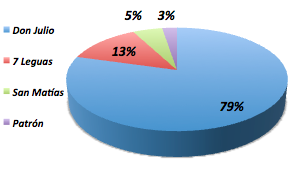 5% 3%
Don Julio
7 Leguas
13%
San Matías
Patrón
79%